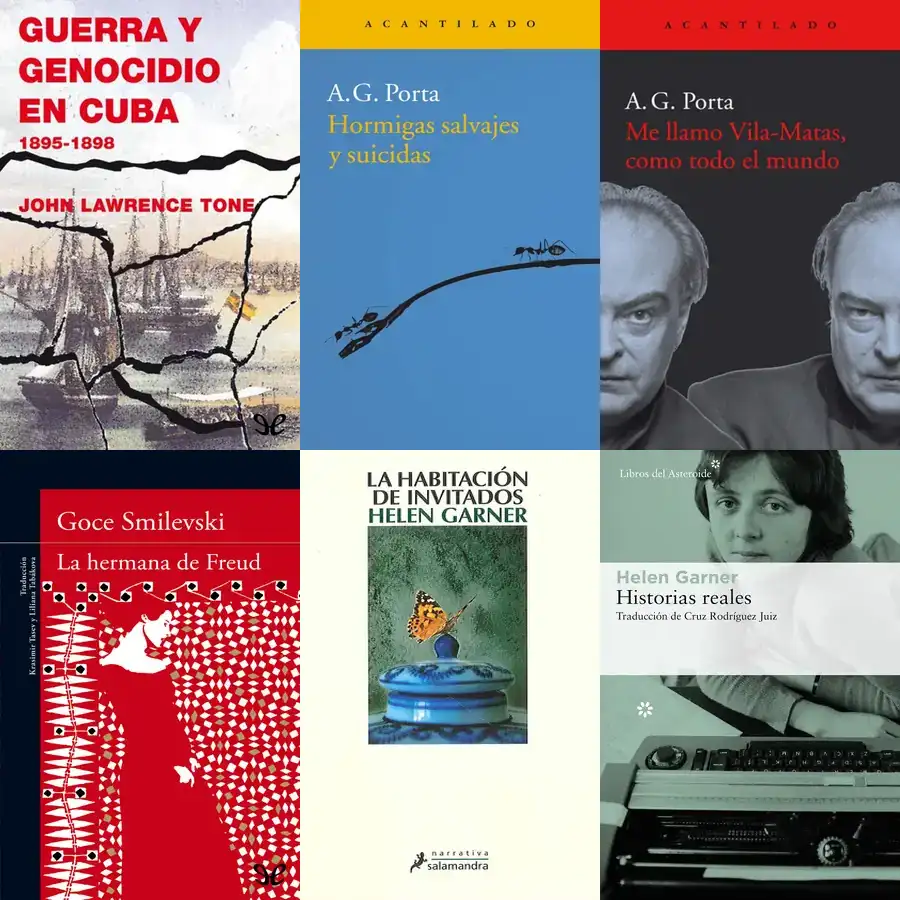 GUERRA Y
GENOCIDIO
EN CUBA
1895-1898
JOHN LAWRENCE TONE
ACANTILADO
A. G. Porta
Hormigas salvajes
y suicidas
ACANTILADO
A. G. Porta
Me llamo Vila-Matas,
como todo el mundo
Goce Smilevski
La hermana de Freud
Traducción
Krasimir Tasev y Liliana Tabákova
LA HABITACIÓN
DE INVITADOS
HELEN GARNER
narrativa
salamandra
Libros del Asteroide
Helen Garner
Historias reales
Traducción de Cruz Rodríguez Juiz